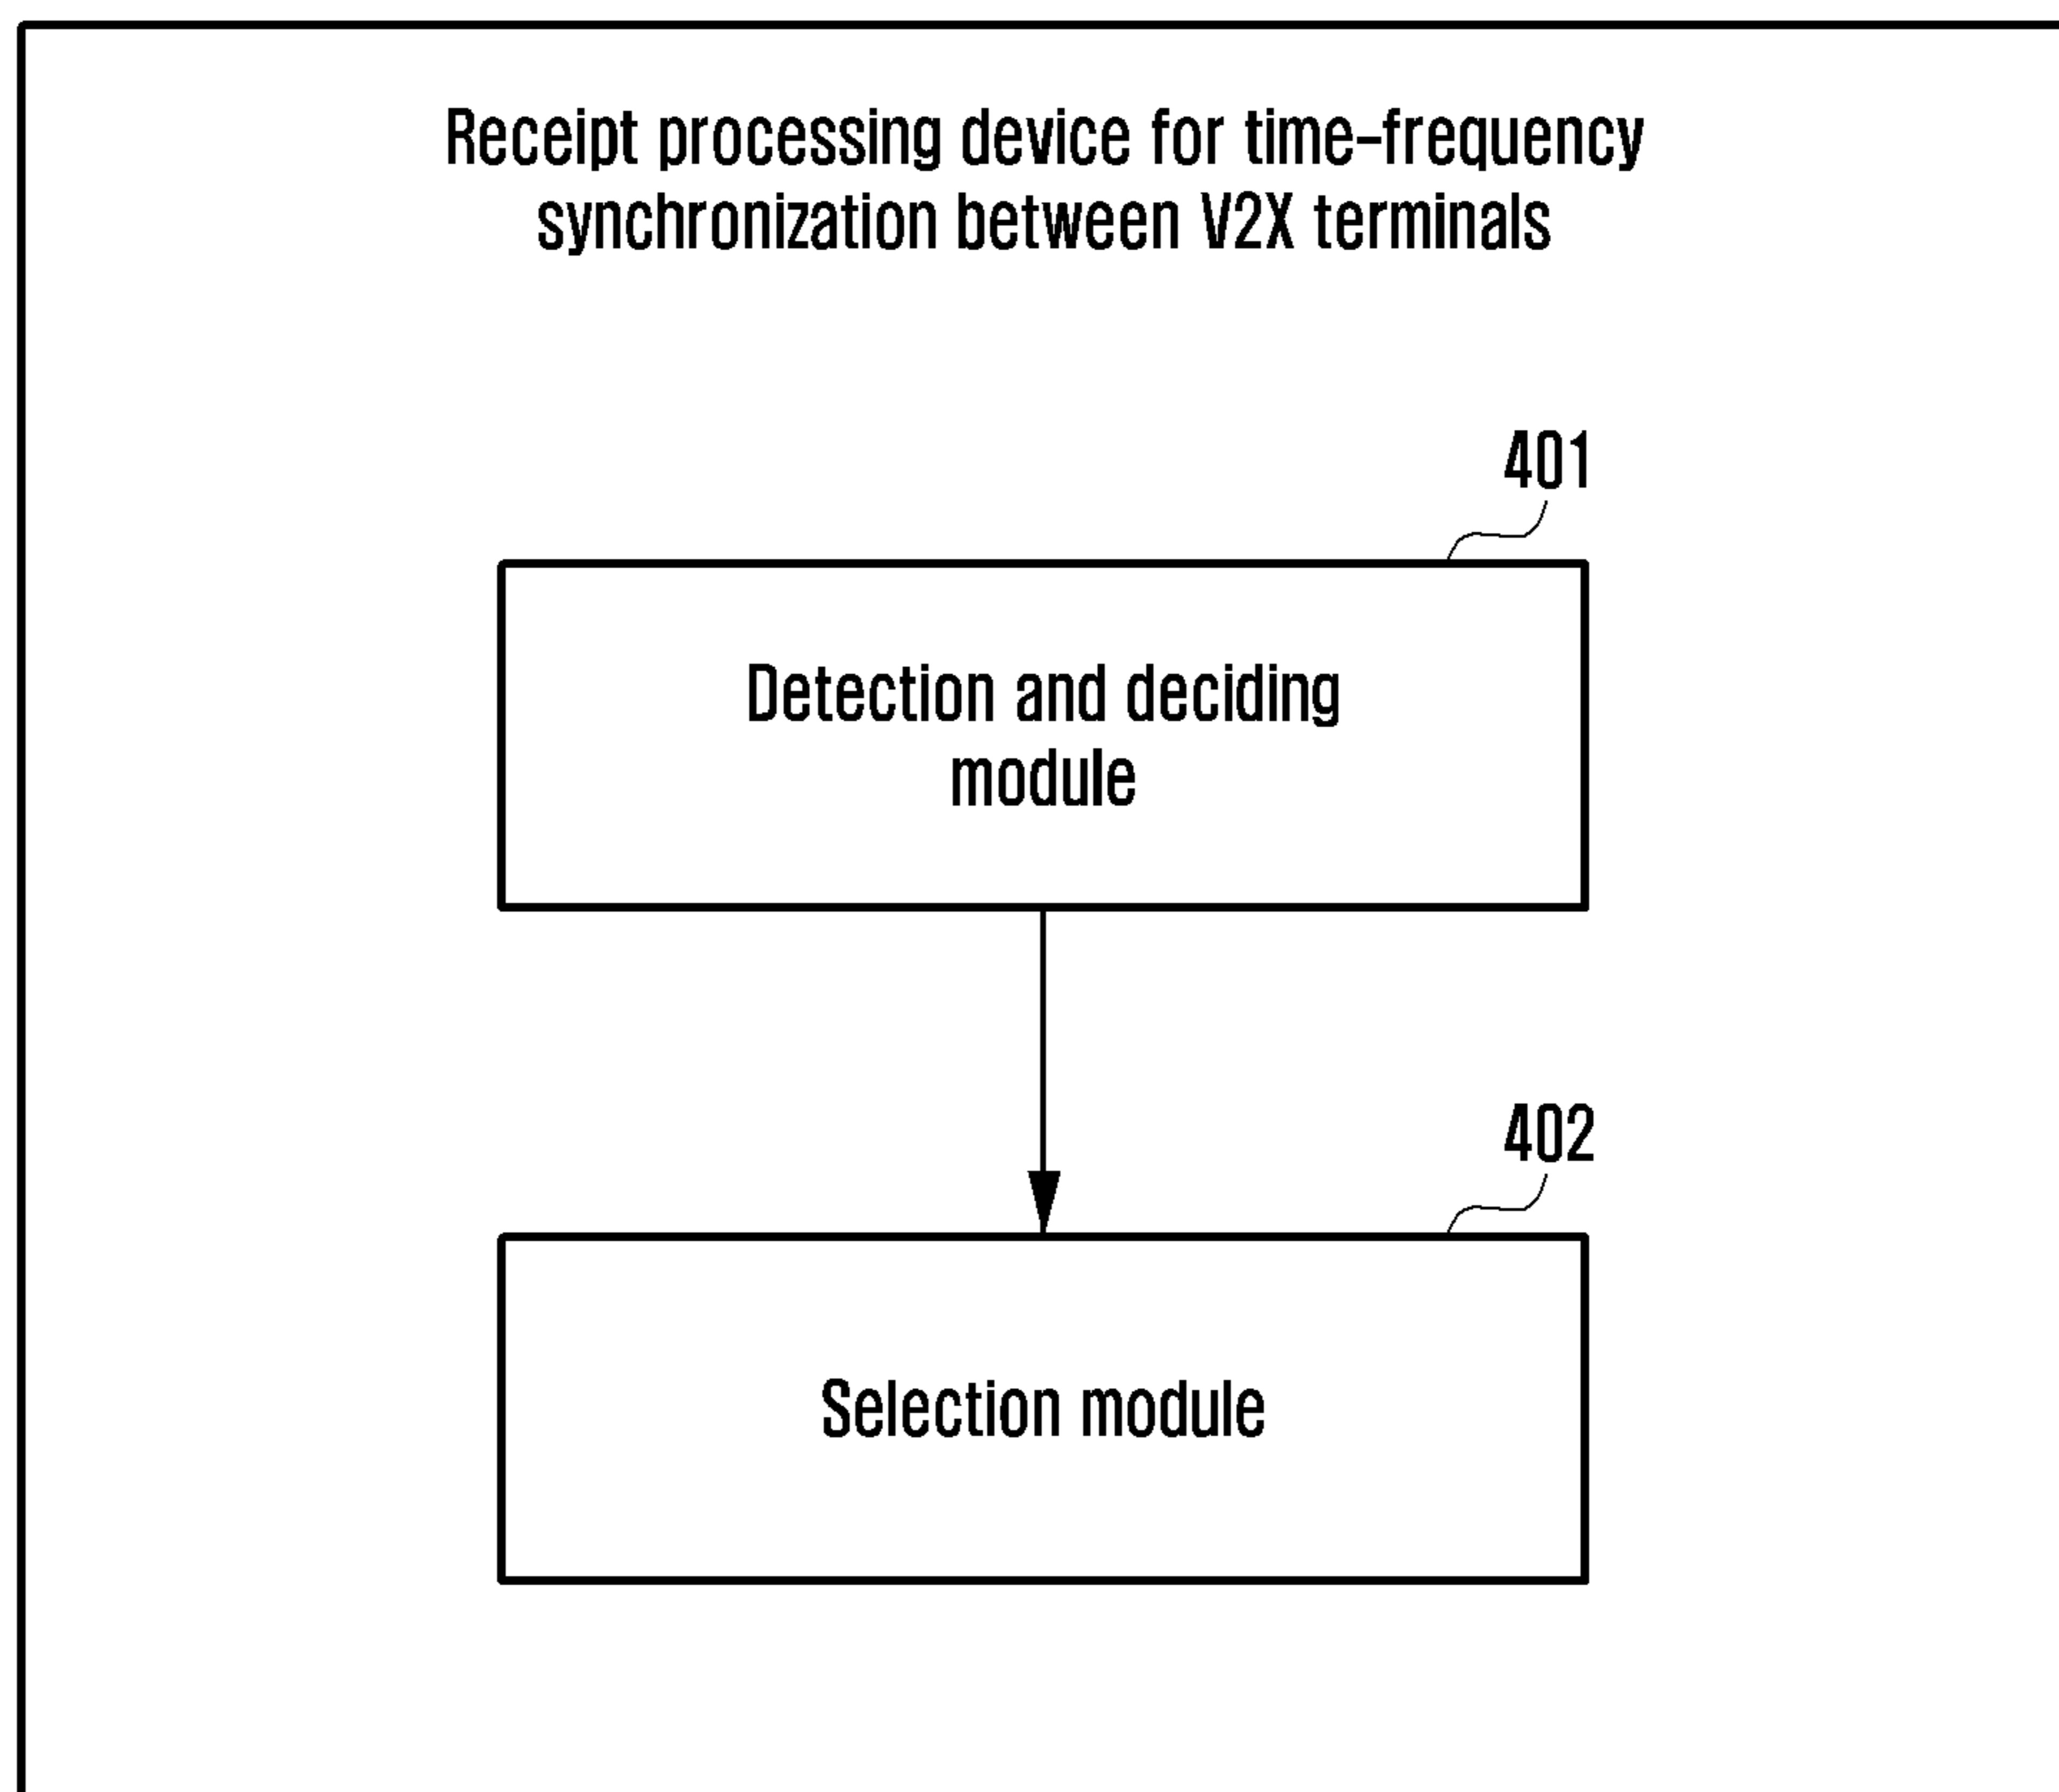 Receipt processing device for time-frequency
synchronization between V2X terminals
401
Detection and deciding
module
402
Selection module